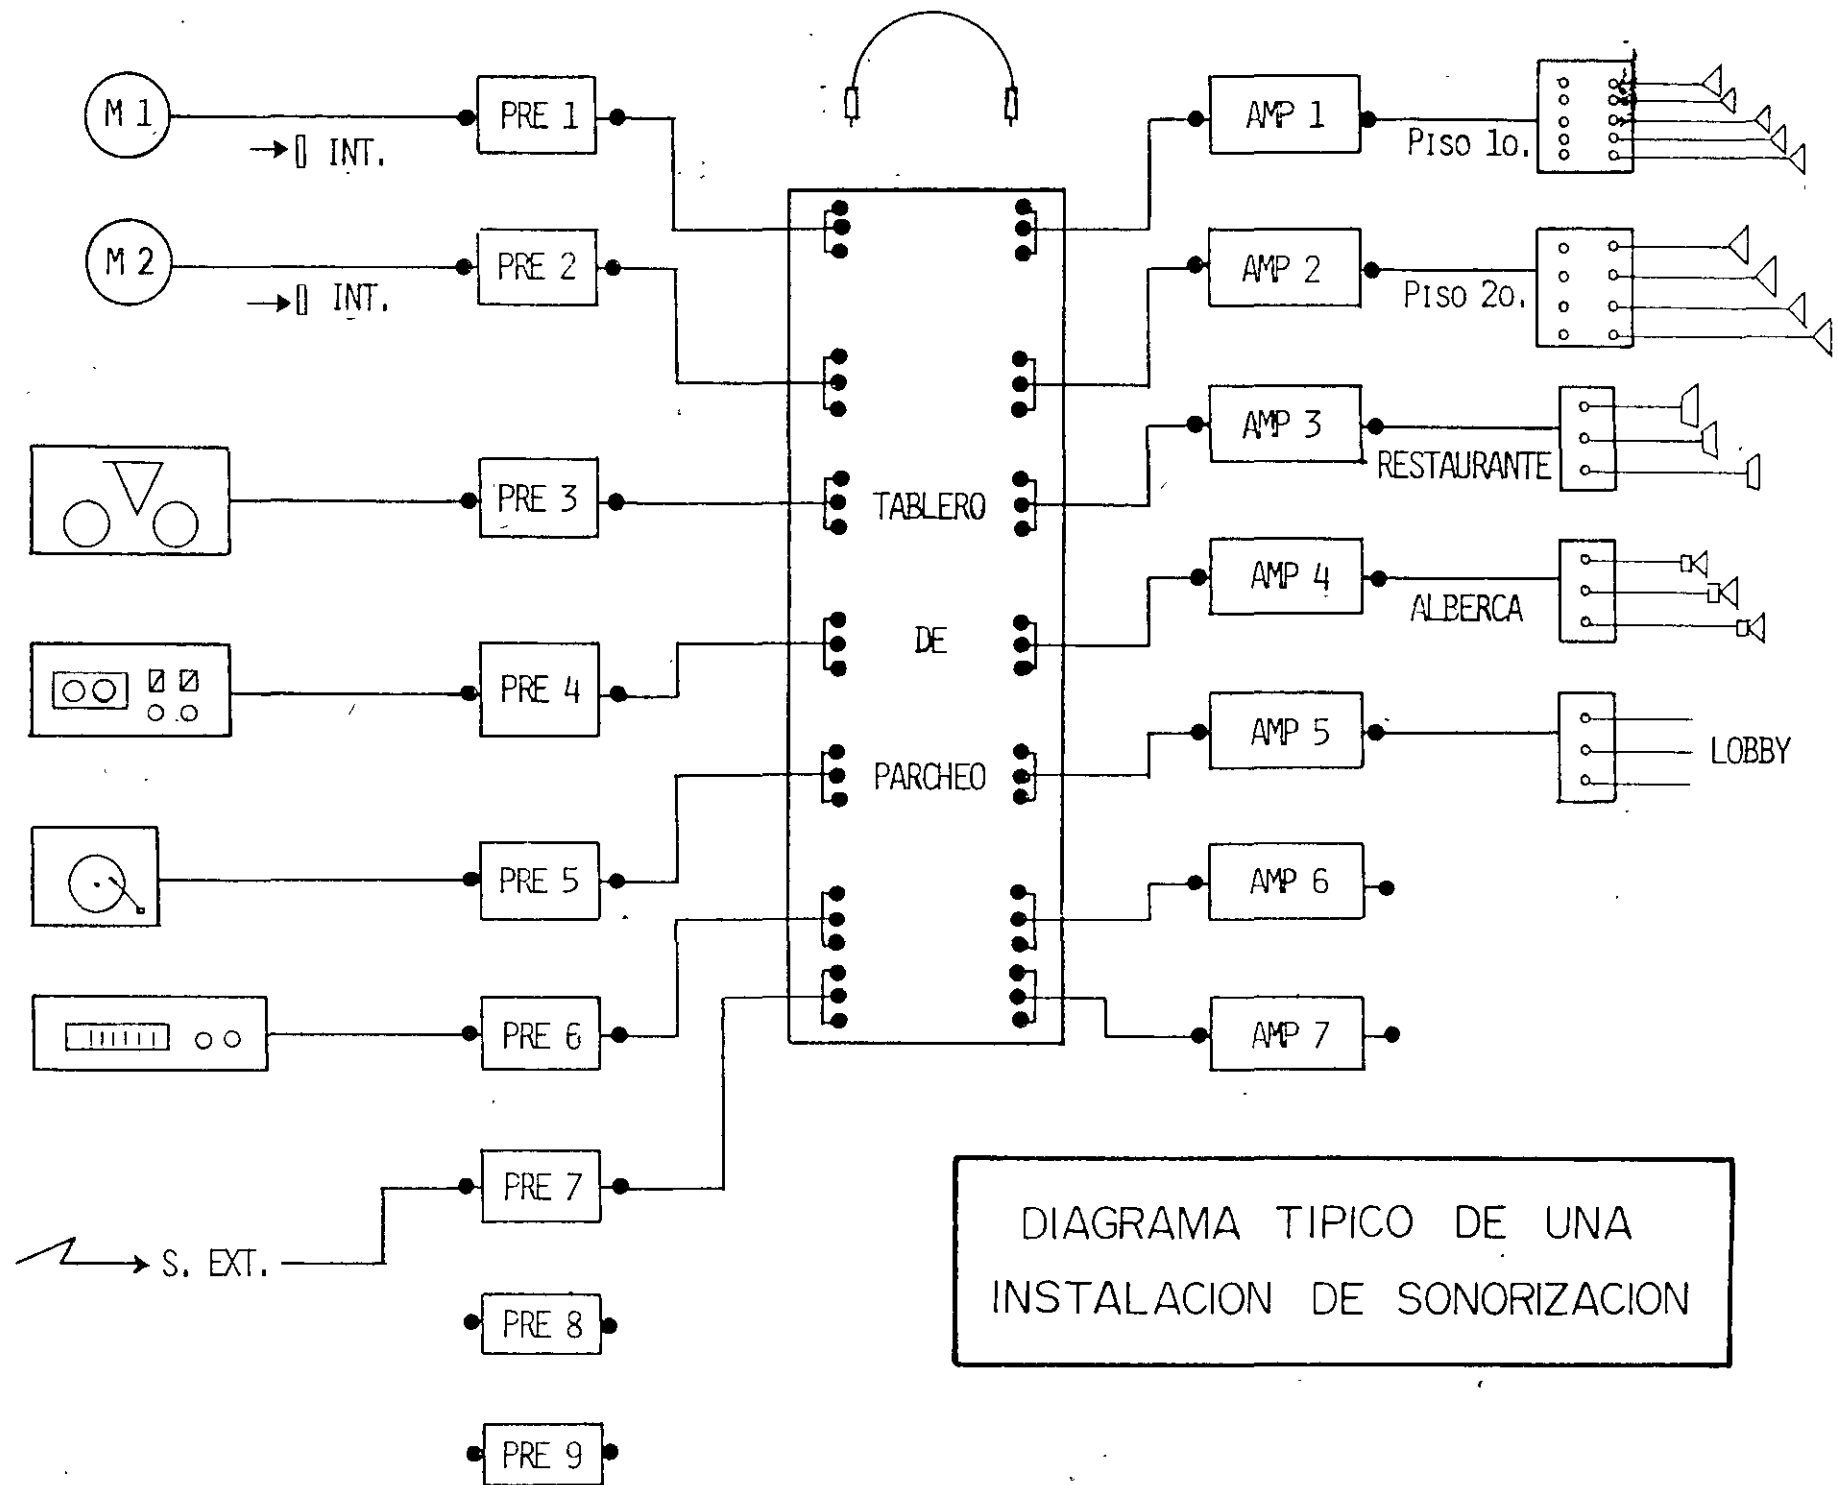 M 1
PRE 1
INT.
M 2
PRE 2
INT.
PRE 3
PRE 4
PRE 5
PRE 6
PRE 7
S. EXT.
PRE 8
PRE 9
TABLERO
DE
PARCHEO
AMP 1
PISO 1o.
AMP 2
PISO 2o.
AMP 3
RESTAURANTE
AMP 4
ALBERCA
AMP 5
LOBBY
AMP 6
AMP 7
DIAGRAMA TIPICO DE UNA
INSTALACION DE SONORIZACION